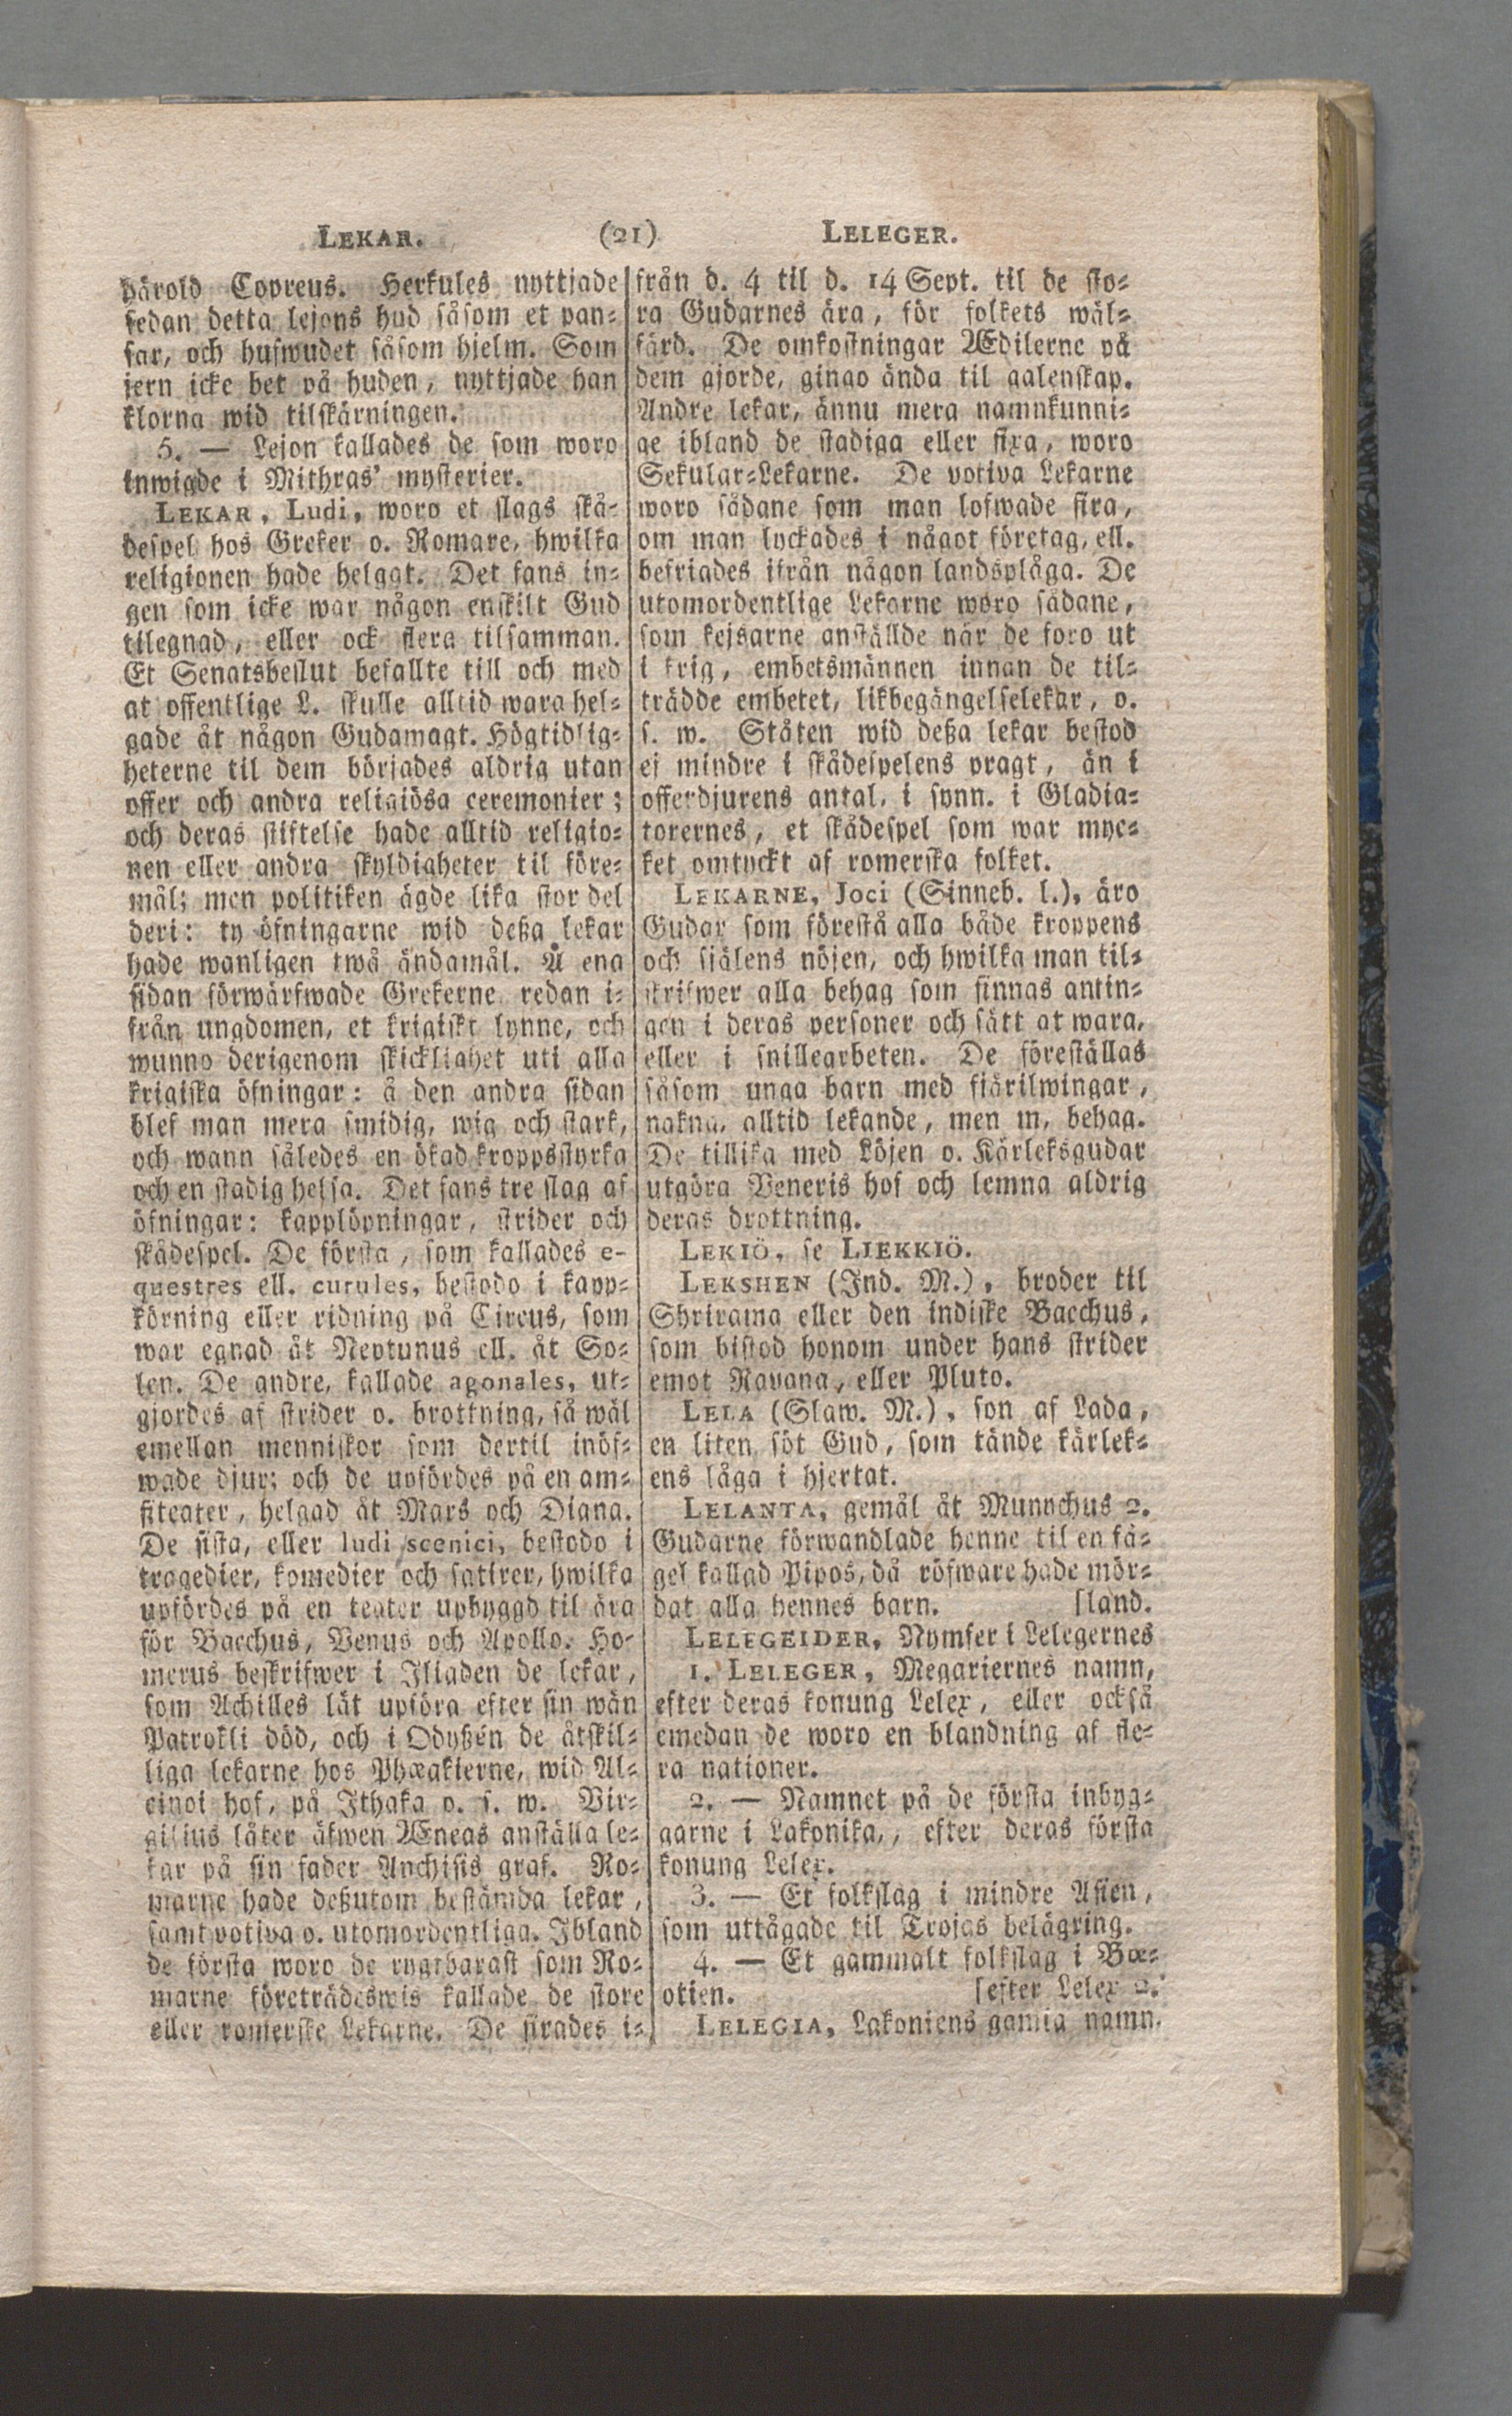 LEKAR. (21) LELEGER.
härold Copreus. Herkules nyttjade
sedan detta lejons hud såsom et pan-
sar, och hufwudet såsom hjelm. Som
jern icke bet på huden, nyttjade han
klorna wid tilskärningen.
5. — Lejon kallades de som woro
inwigde i Mithras' mysterier.
LEKAR, Ludi, woro et slags skå-
despel hos Greker o. Romare, hwilka
religionen hade helgat. Det fans in-
gen som icke war någon enskilt Gud
tilegnad, eller ock flera tilsamman.
Et Senatsbeslut befallte till och med
at offentlige L. skulle alltid wara hel-
gade åt någon Gudamagt. Högtidlig-
heterne til dem börjades aldrig utan
offer och andra religiösa ceremonier;
och deras stiftelse hade alltid religio-
nen eller andra skyldigheter til före-
mål; men politiken ägde lika stor del
deri: ty öfningarne wid deßa lekar
hade wanligen twå ändamål. Å ena
sidan förwärfwade Grekerne redan i-
från ungdomen, et krigiskt lynne, och
wunno derigenom skicklighet uti alla
krigiska öfningar: å den andra sidan
blef man mera smidig, wig och stark,
och wann således en ökad kroppsstyrka
och en stadig helsa. Det fans tre slag af
öfningar: kapplöpningar, strider och
skådespel. De första, som kallades e-
questres ell. curules, bestodo i kapp-
körning eller ridning på Circus, som
war egnad åt Neptunus ell. åt So-
len. De andre, kallade agonales, ut-
gjordes af strider o. brottning, så wäl
emellan menniskor som dertil inöf-
wade djur; och de upfördes på en am-
fiteater, helgad åt Mars och Diana.
De sista, eller ludi scenici, bestodo i
tragedier, komedier och satirer, hwilka
upfördes på en teater upbyggd til ära
för Bacchus, Venus och Apollo. Ho-
merus beskrifwer i Iliaden de lekar,
som Achilles lät upföra efter sin wän
Patrokli död, och i Odyßén de åtskil-
liga lekarne hos Phæakierne, wid Al-
cinoi hof, på Ithaka o. s. w. Vir-
gilius låter äfwen Æneas anställa le-
kar på sin fader Anchisis graf. Ro-
marne hade deßutom bestämda lekar,
samt votiva o. utomordentliga. Ibland
de första woro de ryktbarast som Ro-
marne företrädeswis kallade de store
eller romerske Lekarne. De firades i-
från d. 4 til d. 14 Sept. til de sto-
ra Gudarnes ära, för folkets wäl-
färd. De omkostningar Ædilerne på
dem gjorde, gingo ända til galenskap.
Andre lekar, ännu mera namnkunni-
ge ibland de stadiga eller fixa, woro
Sekular-Lekarne. De votiva Lekarne
woro sådane som man lofwade fira,
om man lyckades i något företag, ell.
befriades ifrån någon landsplåga. De
utomordentlige Lekarne woro sådane,
som kejsarne anställde när de foro ut
i krig, embetsmännen innan de til-
trädde embetet, likbegängelselekar, o.
s. w. Ståten wid deßa lekar bestod
ej mindre i skådespelens pragt, än i
offerdjurens antal, i synn. i Gladia-
torernes, et skådespel som war myc-
ket omtyckt af romerska folket.
LEKARNE, Joci (Sinneb. l.), äro
Gudar som förestå alla både kroppens
och själens nöjen, och hwilka man til-
skrifwer alla behag som finnas antin-
gen i deras personer och sätt at wara,
eller i snillearbeten. De föreställas
såsom unga barn med fjärilwingar,
nakna, alltid lekande, men m. behag.
De tillika med Löjen o. Kärleksgudar
utgöra Veneris hof och lemna aldrig
deras drottning.
LEKIÖ, se LIEKKIÖ.
LEKSHEN (Ind. M.), broder til
Shrirama eller den indiske Bacchus,
som bistod honom under hans strider
emot Ravana, eller Pluto.
LELA (Slaw. M.), son af Lada,
en liten söt Gud, som tände kärlek-
ens låga i hjertat.
LELANTA, gemål åt Munychus 2.
Gudarne förwandlade henne til en få-
gel kallad Pipos, då röfware hade mör-
dat alla hennes barn. [land.
LELEGEIDER, Nymfer i Lelegernes
1. LELEGER, Megariernes namn,
efter deras konung Lelex, eller också
emedan de woro en blandning af fle-
ra nationer.
2. — Namnet på de första inbyg-
garne i Lakonika,, efter deras första
konung Lelex.
3. — Et folkslag i mindre Asien,
som uttågade til Trojas belägring.
4. — Et gammalt folkslag i Bœ-
otien. [efter Lelex 2.
LELEGIA, Lakoniens gamla namn.